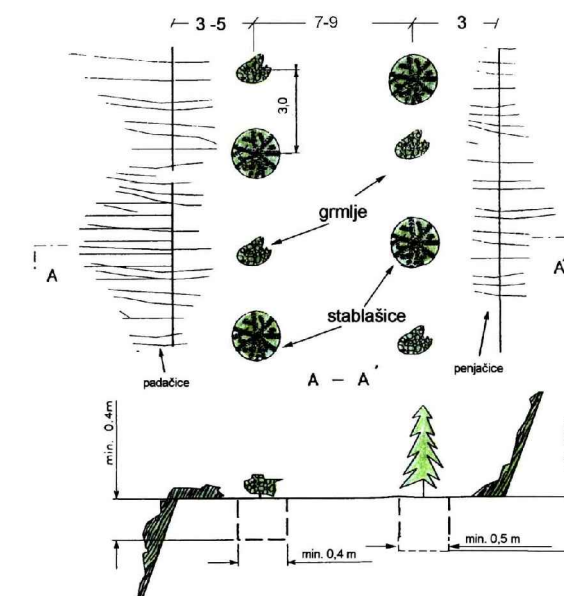 3 -5
7-9
3
3,0
grmlje
A
A'
stablašice
padačice
A - A'
penjačice
min. 0.4m
min. 0,4 m
min. 0,5 m